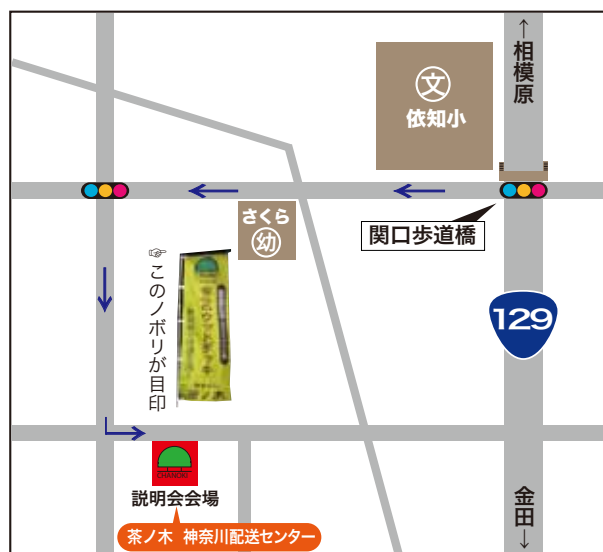 ↑相模原
文
依知小
さくら
幼
関口歩道橋
129
☞このノボリが目印
CHANOKI
説明会会場
茶ノ木 神奈川配送センター
金田↓